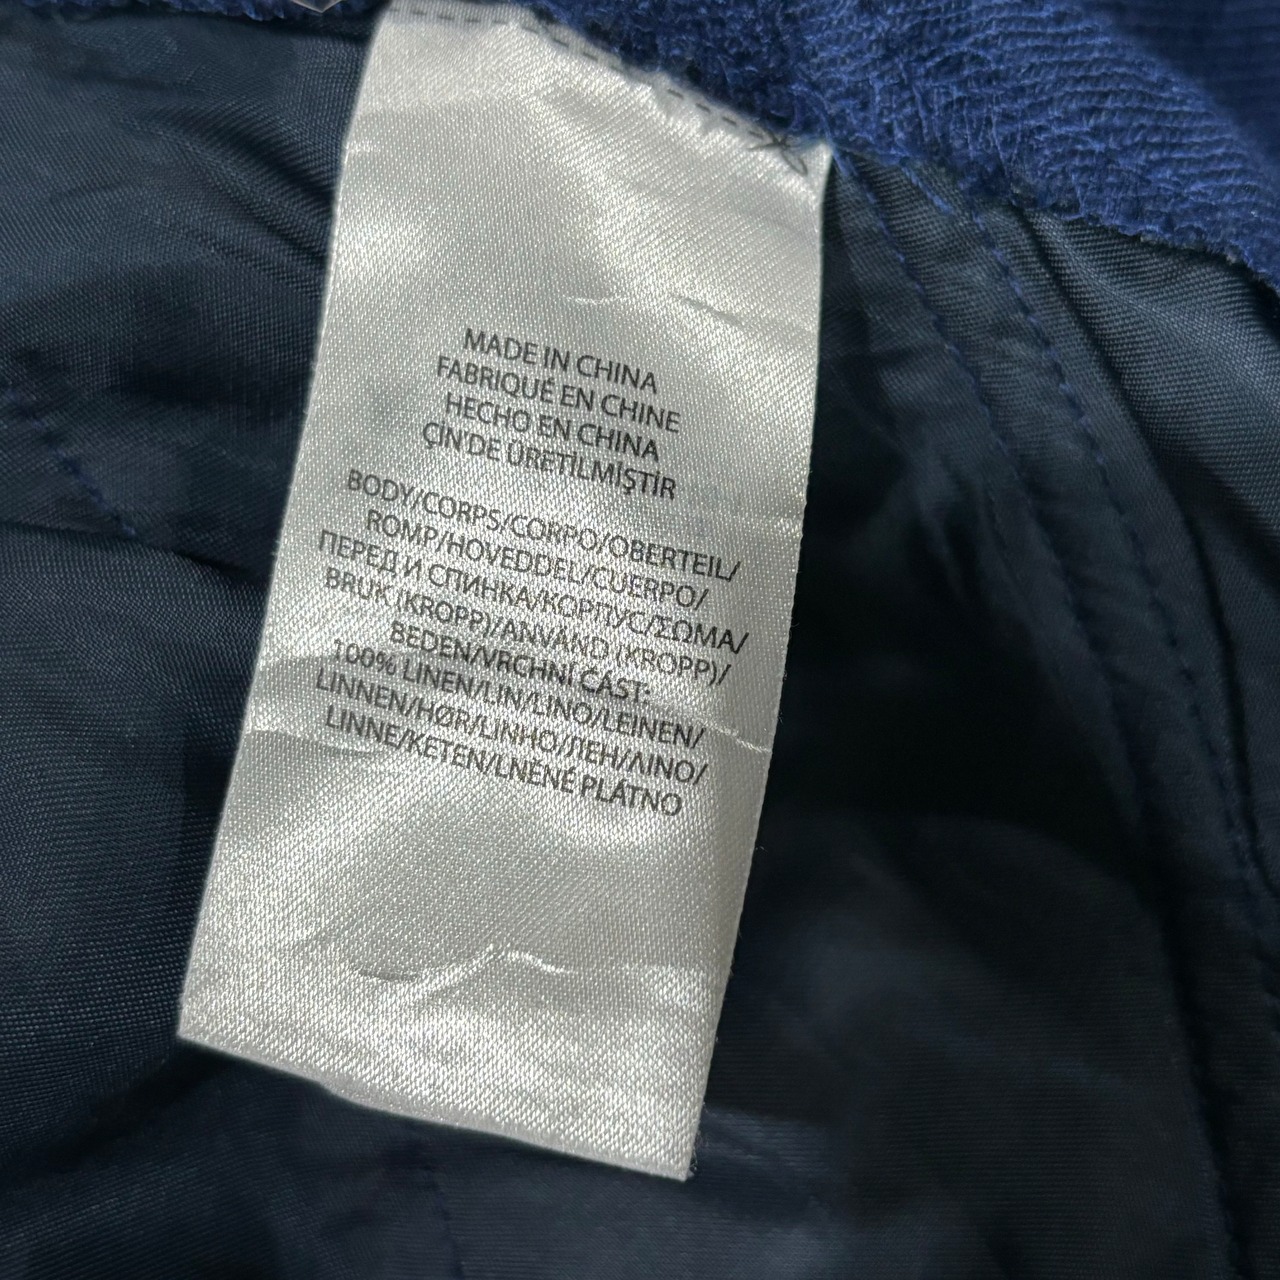 MADE IN CHINA
FABRIQUÉ EN CHINE
HECHO EN CHINA
ÇİN'DE ÜRETİLMİŞTİR
BODY/CORPS/CORPO/OBERTEIL/
ROMP/HOVEDDEL/CUERPO/
ПЕРЕД И СПИНКА/КОРПУС/ΣΩΜΑ/
BRUK (KROPP)/ANVÄND (KROPP)/
BEDEN/VRCHNÍ ČÁST:
100% LINEN/LIN/LINO/LEINEN/
LINNEN/HØR/LINHO/ЛЕН/ΛΙΝΟ/
LINNE/KETEN/LNĚNÉ PLÁTNO